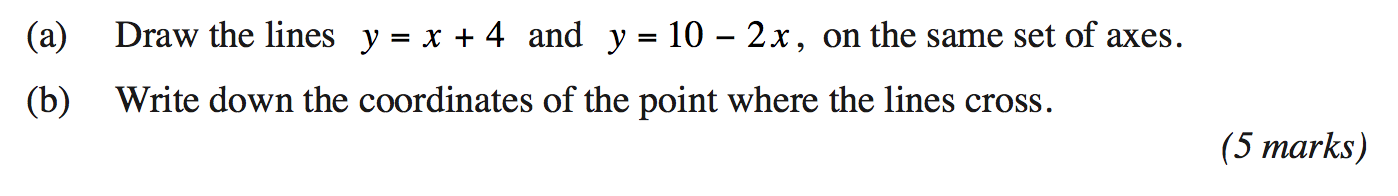 (a) Draw the lines y = x + 4 and y = 10 − 2x, on the same set of axes.
(b) Write down the coordinates of the point where the lines cross.
(5 marks)